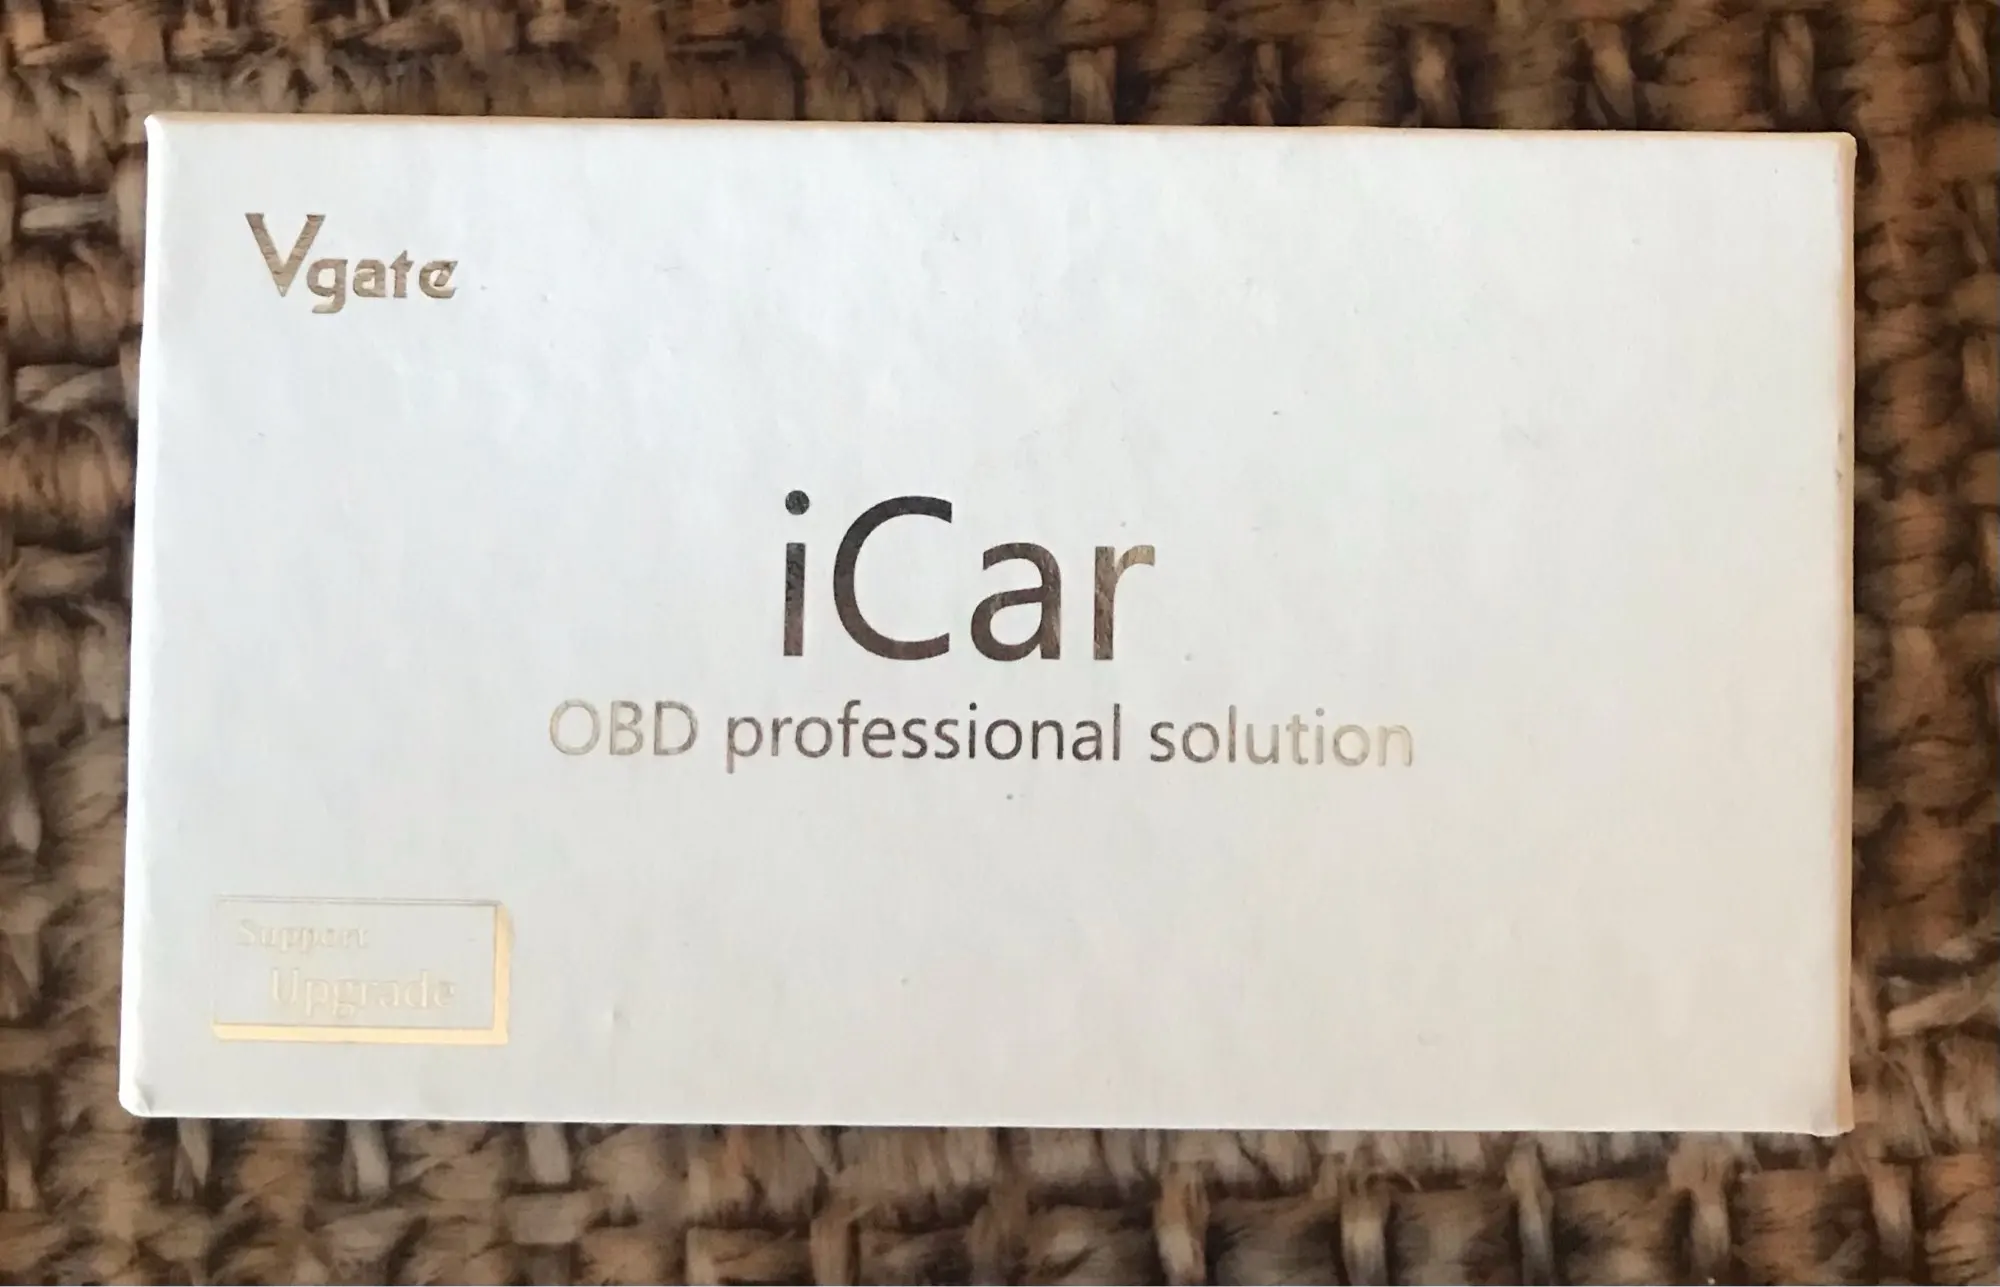 Vgate
iCar
OBD professional solution
Support
Upgrade